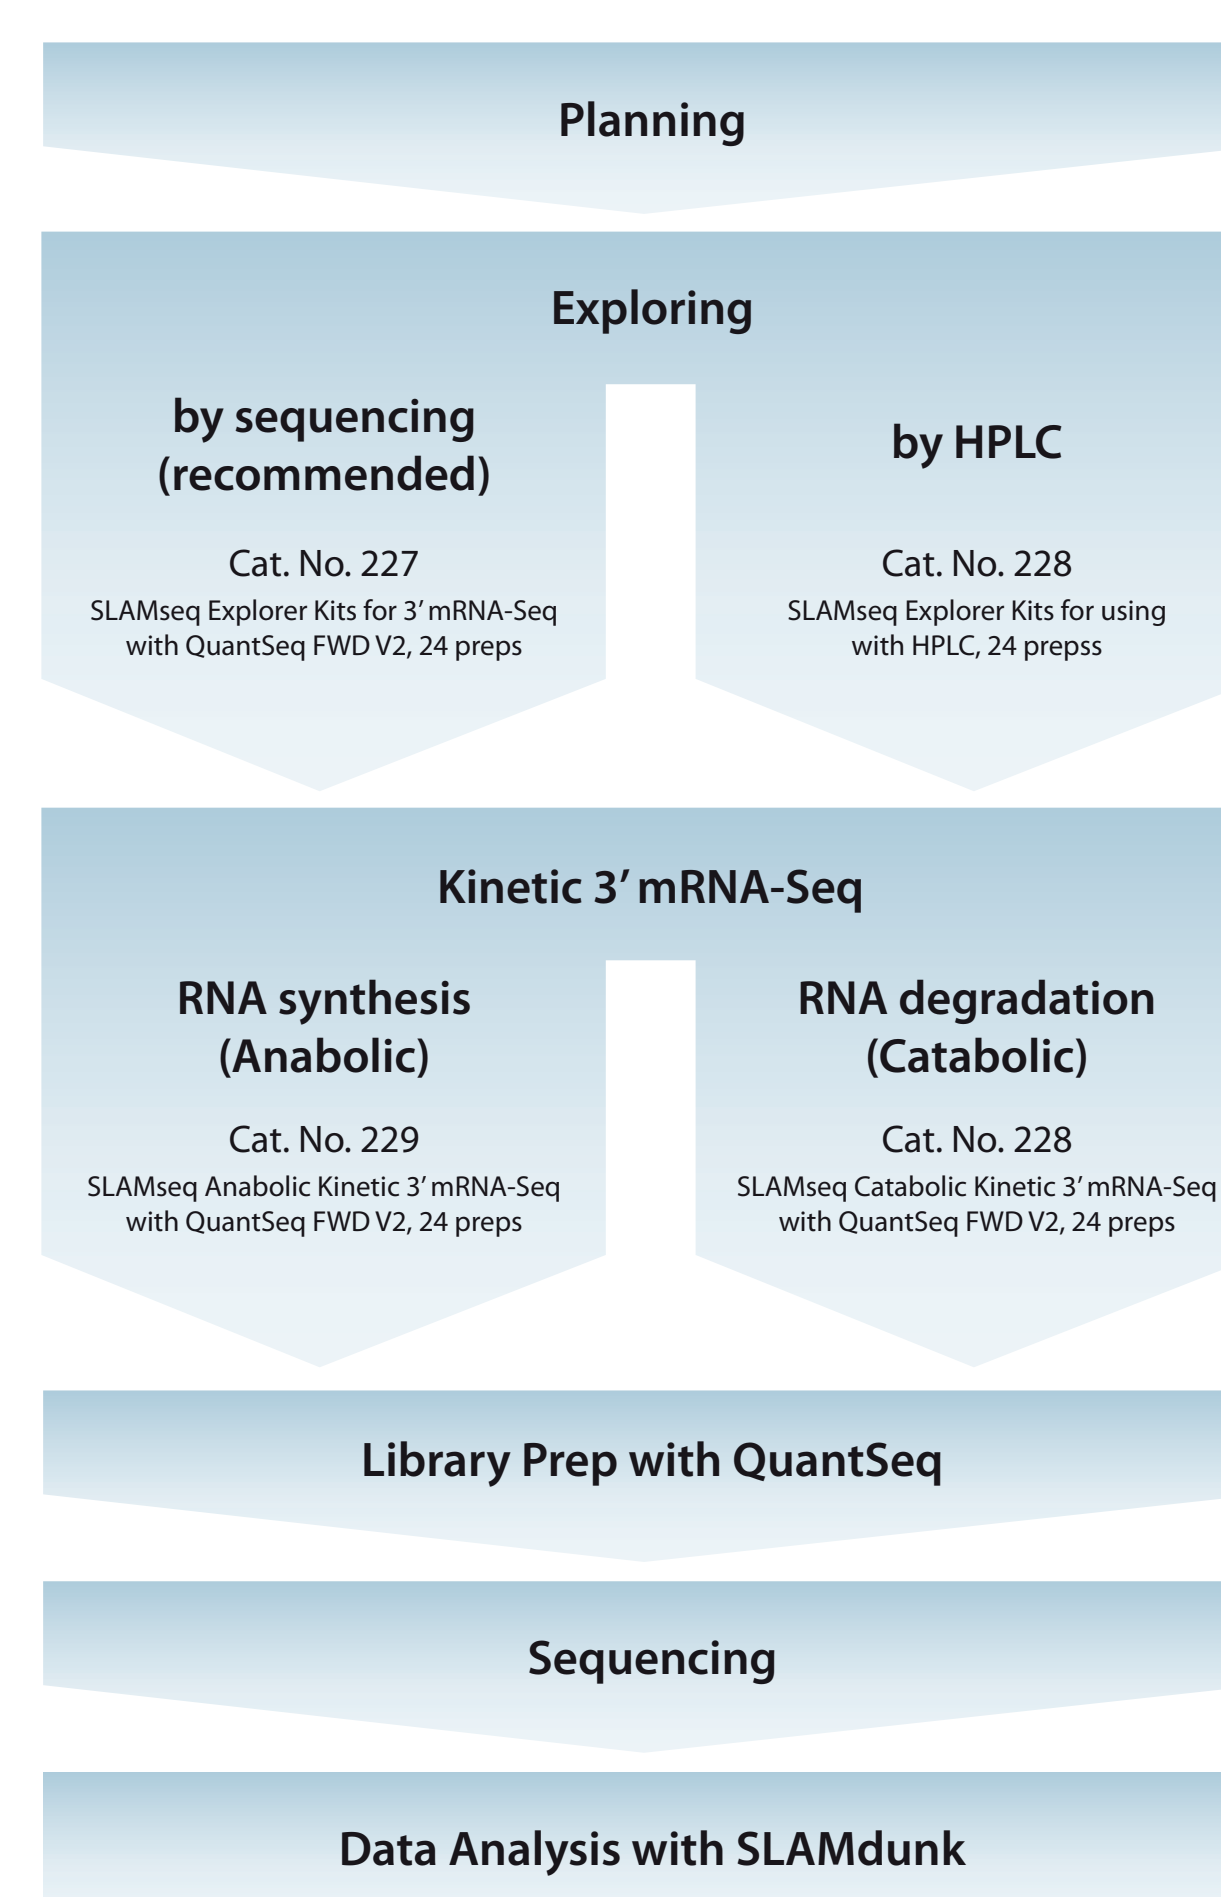 Planning
Exploring
by sequencing
(recommended)
Cat. No. 227
SLAMseq Explorer Kits for 3’ mRNA-Seq
with QuantSeq FWD V2, 24 preps
by HPLC
Cat. No. 228
SLAMseq Explorer Kits for using
with HPLC, 24 prepss
Kinetic 3’ mRNA-Seq
RNA synthesis
(Anabolic)
Cat. No. 229
SLAMseq Anabolic Kinetic 3’ mRNA-Seq
with QuantSeq FWD V2, 24 preps
RNA degradation
(Catabolic)
Cat. No. 228
SLAMseq Catabolic Kinetic 3’ mRNA-Seq
with QuantSeq FWD V2, 24 preps
Library Prep with QuantSeq
Sequencing
Data Analysis with SLAMdunk